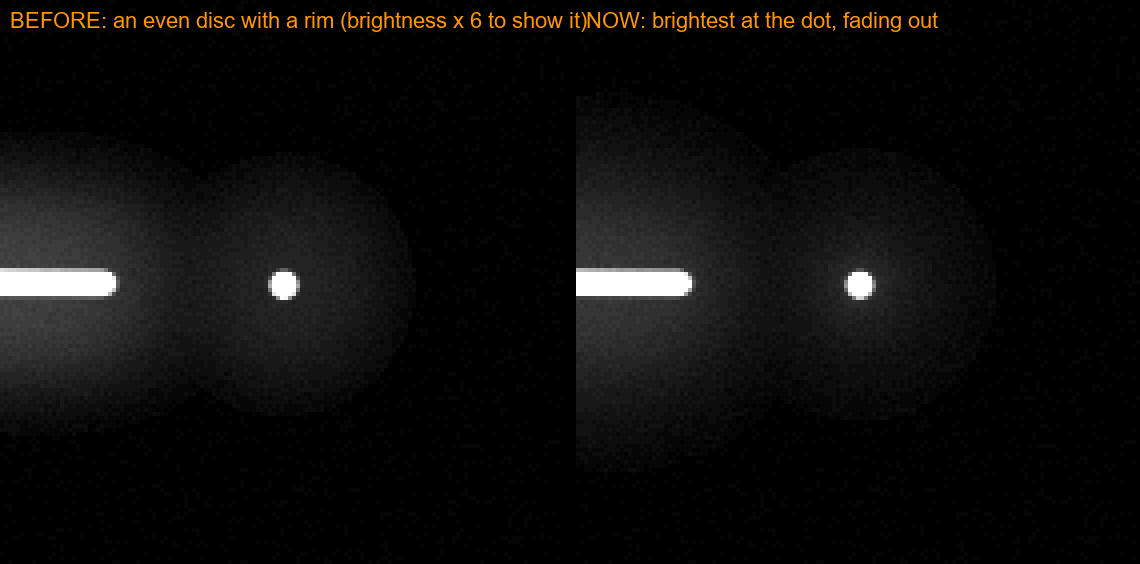 BEFORE: an even disc with a rim (brightness x 6 to show it)
NOW: brightest at the dot, fading out